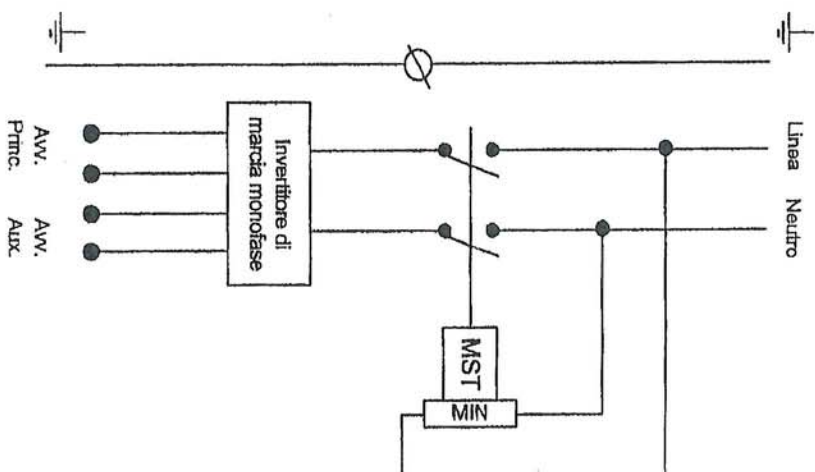 Linea
Neutro
Invertitore di
marcia monofase
Avv.
Princ.
Avv.
Aux.
MST
MIN